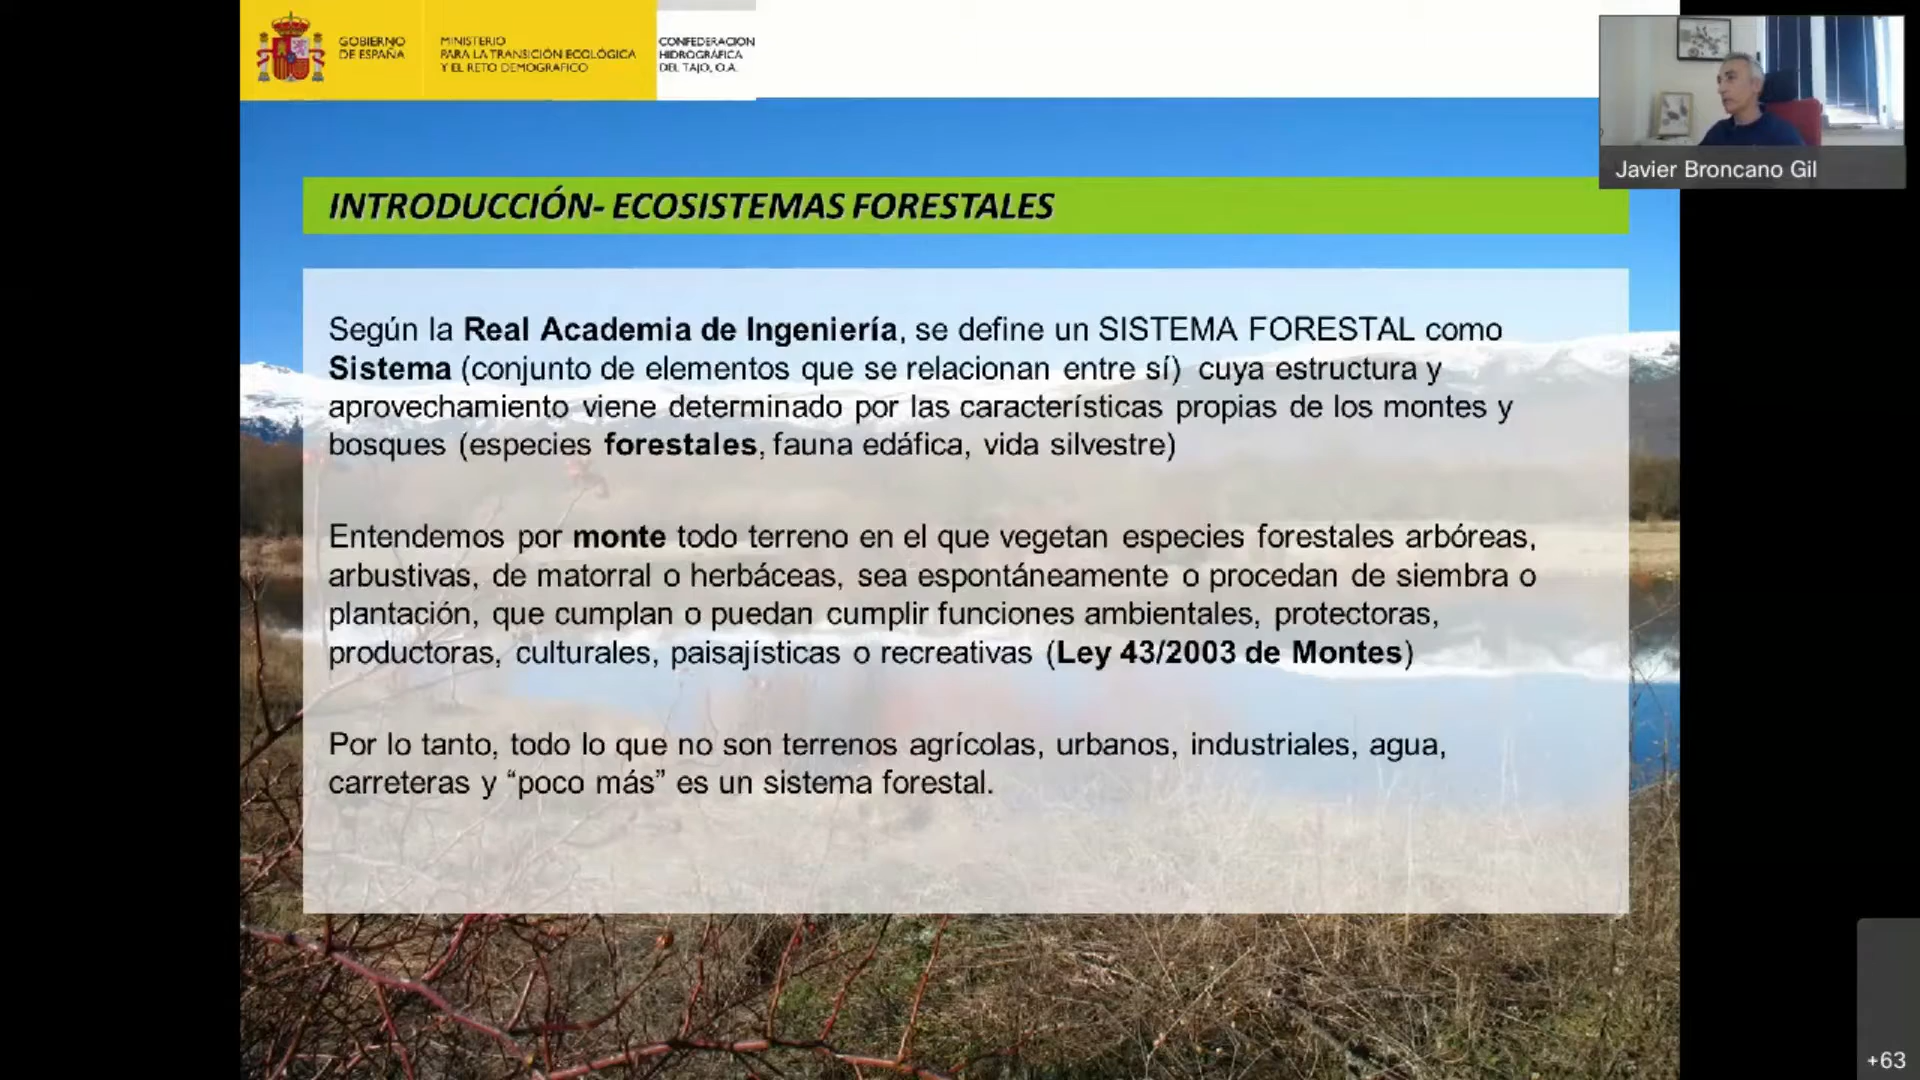 GOBIERNO
DE ESPAÑA
MINISTERIO
PARA LA TRANSICIÓN ECOLÓGICA
Y EL RETO DEMOGRÁFICO
CONFEDERACIÓN
HIDROGRÁFICA
DEL TAJO, O.A.
Javier Broncano Gil
INTRODUCCIÓN- ECOSISTEMAS FORESTALES
Según la Real Academia de Ingeniería, se define un SISTEMA FORESTAL como
Sistema (conjunto de elementos que se relacionan entre sí) cuya estructura y
aprovechamiento viene determinado por las características propias de los montes y
bosques (especies forestales, fauna edáfica, vida silvestre)
Entendemos por monte todo terreno en el que vegetan especies forestales arbóreas,
arbustivas, de matorral o herbáceas, sea espontáneamente o procedan de siembra o
plantación, que cumplan o puedan cumplir funciones ambientales, protectoras,
productoras, culturales, paisajísticas o recreativas (Ley 43/2003 de Montes)
Por lo tanto, todo lo que no son terrenos agrícolas, urbanos, industriales, agua,
carreteras y “poco más” es un sistema forestal.
+63